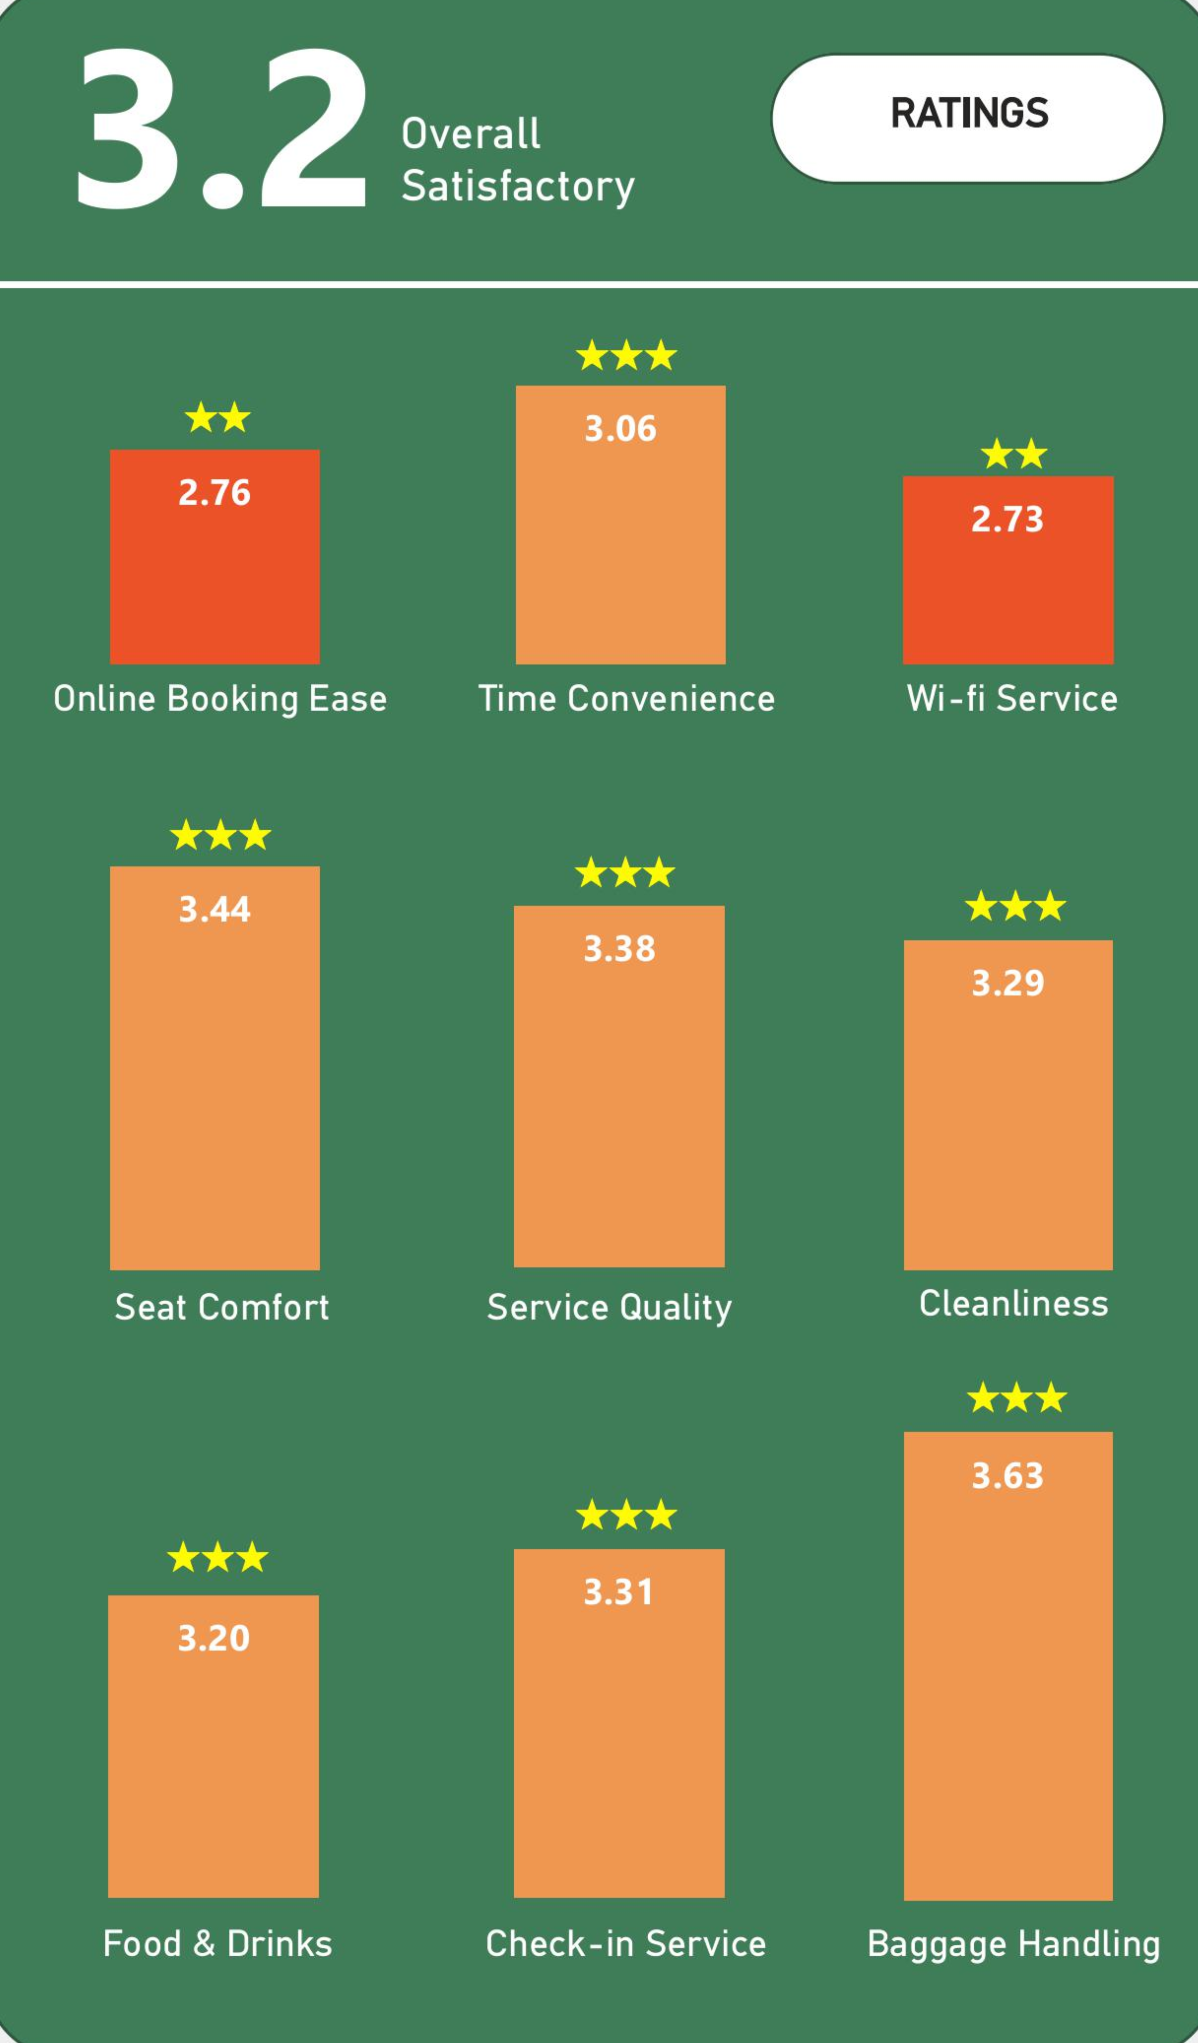 3.2
Overall
Satisfactory
RATINGS
2.76
3.06
2.73
Online Booking Ease
Time Convenience
Wi-fi Service
3.44
3.38
3.29
Seat Comfort
Service Quality
Cleanliness
3.20
3.31
3.63
Food & Drinks
Check-in Service
Baggage Handling